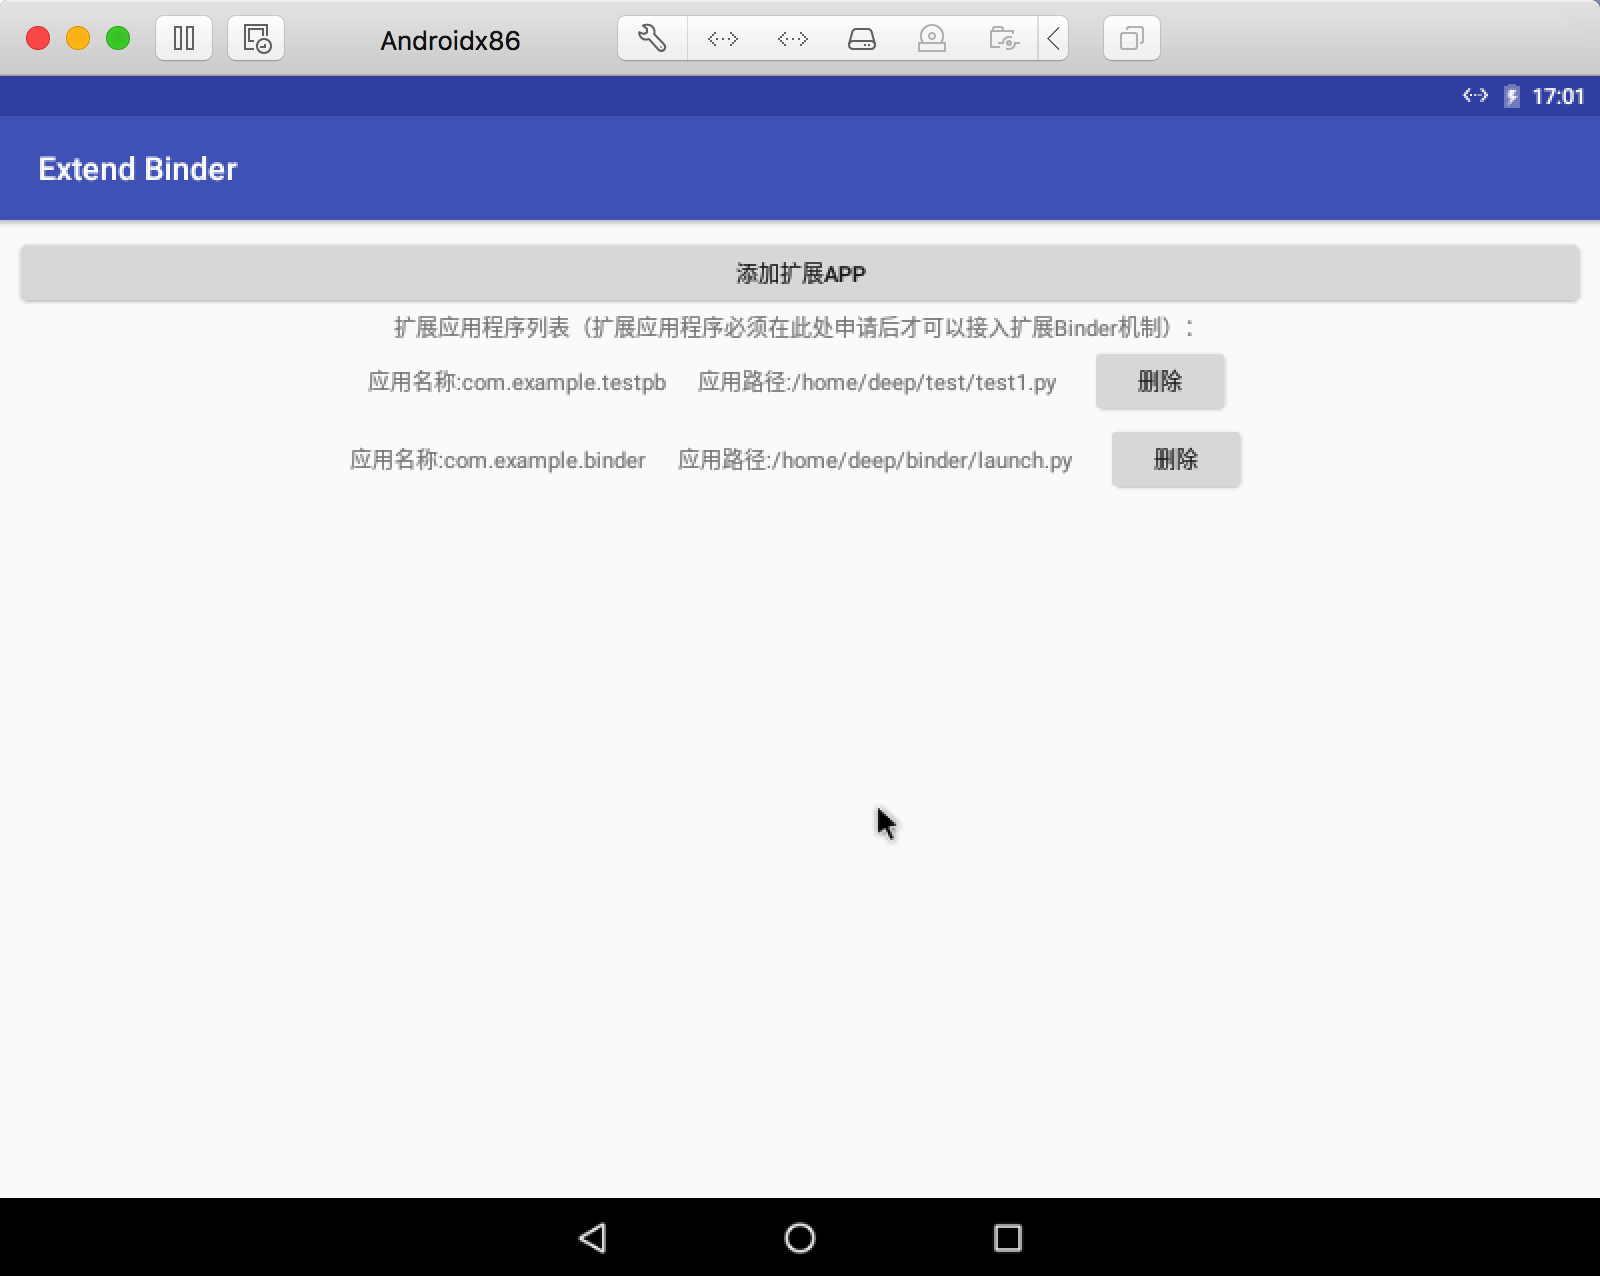 Androidx86
17:01
Extend Binder
添加扩展APP
扩展应用程序列表（扩展应用程序必须在此处申请后才可以接入扩展Binder机制）：
应用名称:com.example.testpb 应用路径:/home/deep/test/test1.py 删除
应用名称:com.example.binder 应用路径:/home/deep/binder/launch.py 删除